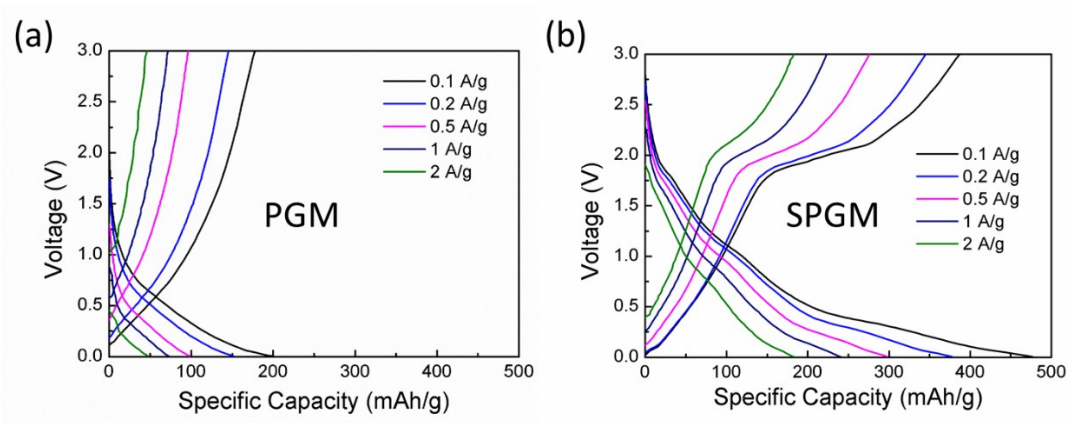 (a)
3.0
2.5
2.0
1.5
1.0
0.5
0.0
Voltage (V)
0.1 A/g
0.2 A/g
0.5 A/g
1 A/g
2 A/g
PGM
0 100 200 300 400 500
Specific Capacity (mAh/g)
(b)
3.0
2.5
2.0
1.5
1.0
0.5
0.0
Voltage (V)
0.1 A/g
0.2 A/g
0.5 A/g
1 A/g
2 A/g
SPGM
0 100 200 300 400 500
Specific Capacity (mAh/g)